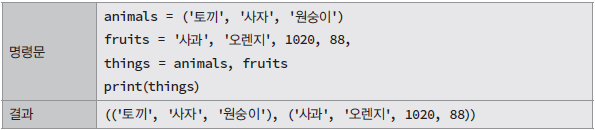 명령문
animals = ('토끼', '사자', '원숭이')
fruits = '사과', '오렌지', 1020, 88,
things = animals, fruits
print(things)
결과
(('토끼', '사자', '원숭이'), ('사과', '오렌지', 1020, 88))